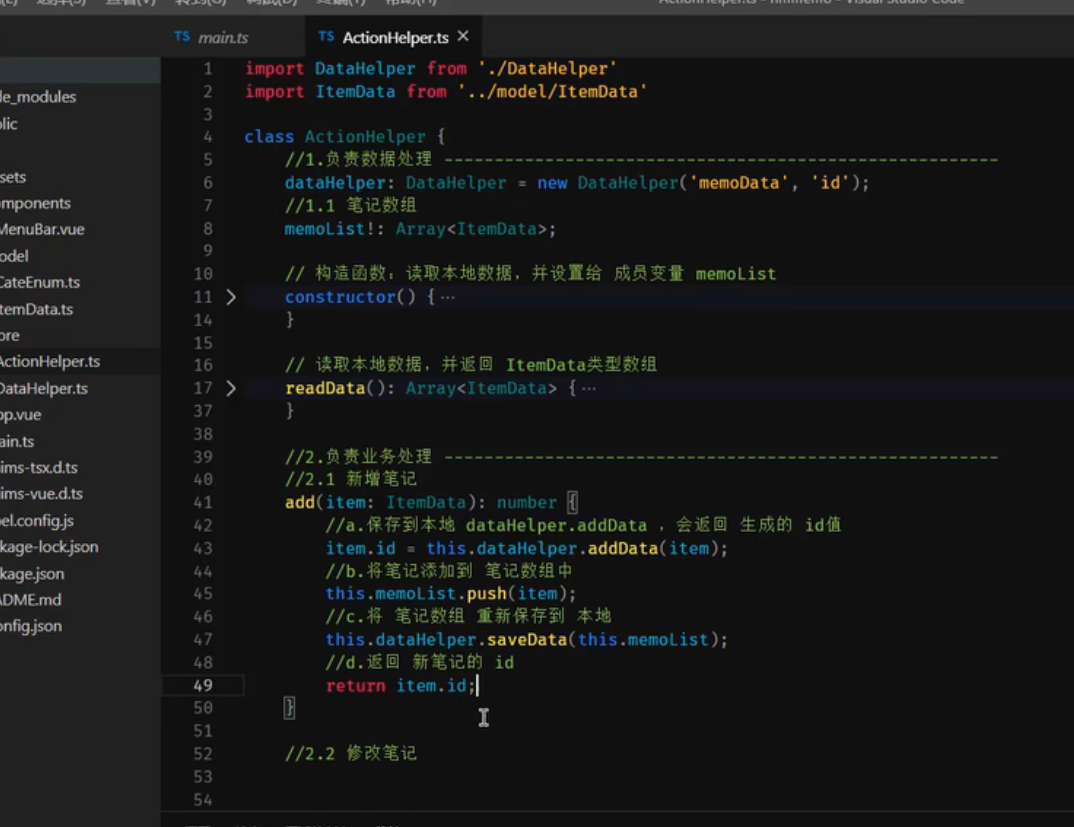 ActionHelper.ts - hmmemo - Visual Studio Code
TS main.ts
TS ActionHelper.ts ×
de_modules
lic
sets
mponents
MenuBar.vue
odel
CateEnum.ts
temData.ts
ore
ActionHelper.ts
DataHelper.ts
pp.vue
ain.ts
ims-tsx.d.ts
ims-vue.d.ts
el.config.js
kage-lock.json
kage.json
ADME.md
onfig.json
1 import DataHelper from './DataHelper'
2 import ItemData from '../model/ItemData'
3
4 class ActionHelper {
5 //1.负责数据处理 -------------------------------------------------------
6 dataHelper: DataHelper = new DataHelper('memoData', 'id');
7 //1.1 笔记数组
8 memoList!: Array<ItemData>;
9
10 // 构造函数：读取本地数据，并设置给 成员变量 memoList
11 constructor() {…
14 }
15
16 // 读取本地数据，并返回 ItemData类型数组
17 readData(): Array<ItemData> {…
37 }
38
39 //2.负责业务处理 -------------------------------------------------------
40 //2.1 新增笔记
41 add(item: ItemData): number {
42 //a.保存到本地 dataHelper.addData ，会返回 生成的 id值
43 item.id = this.dataHelper.addData(item);
44 //b.将笔记添加到 笔记数组中
45 this.memoList.push(item);
46 //c.将 笔记数组 重新保存到 本地
47 this.dataHelper.saveData(this.memoList);
48 //d.返回 新笔记的 id
49 return item.id;
50 }
51
52 //2.2 修改笔记
53
54